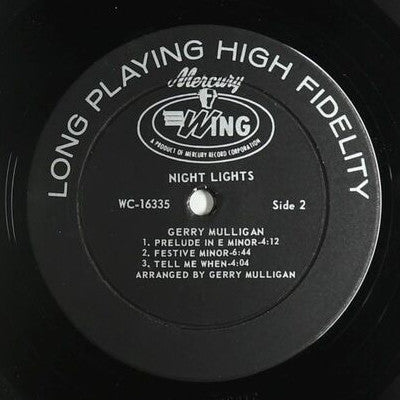 LONG PLAYING HIGH FIDELITY
Mercury
WING
A PRODUCT OF MERCURY RECORD CORPORATION
NIGHT LIGHTS
WC-16335 Side 2
GERRY MULLIGAN
1. PRELUDE IN E MINOR-4:12
2. FESTIVE MINOR-6:44
3. TELL ME WHEN-4:04
ARRANGED BY GERRY MULLIGAN